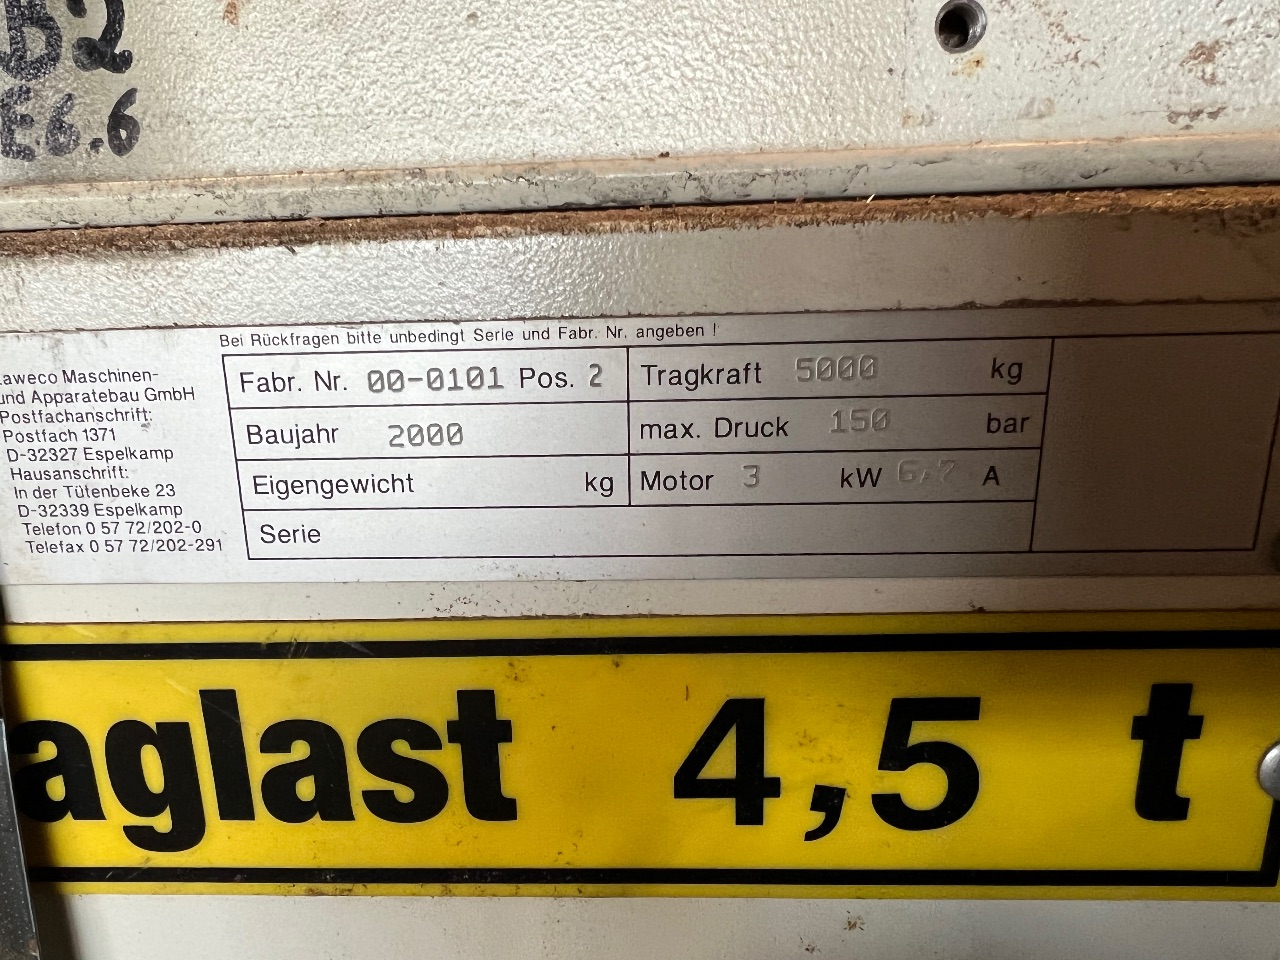 B2
E6.6
Bei Rückfragen bitte unbedingt Serie und Fabr. Nr. angeben !
aweco Maschinen-
und Apparatebau GmbH
Postfachanschrift:
Postfach 1371
D-32327 Espelkamp
Hausanschrift:
In der Tütenbeke 23
D-32339 Espelkamp
Telefon 0 57 72/202-0
Telefax 0 57 72/202-291
Fabr. Nr. 00-0101 Pos. 2
Tragkraft 5000 kg
Baujahr 2000
max. Druck 150 bar
Eigengewicht kg
Motor 3 kW A
Serie
aglast 4,5 t